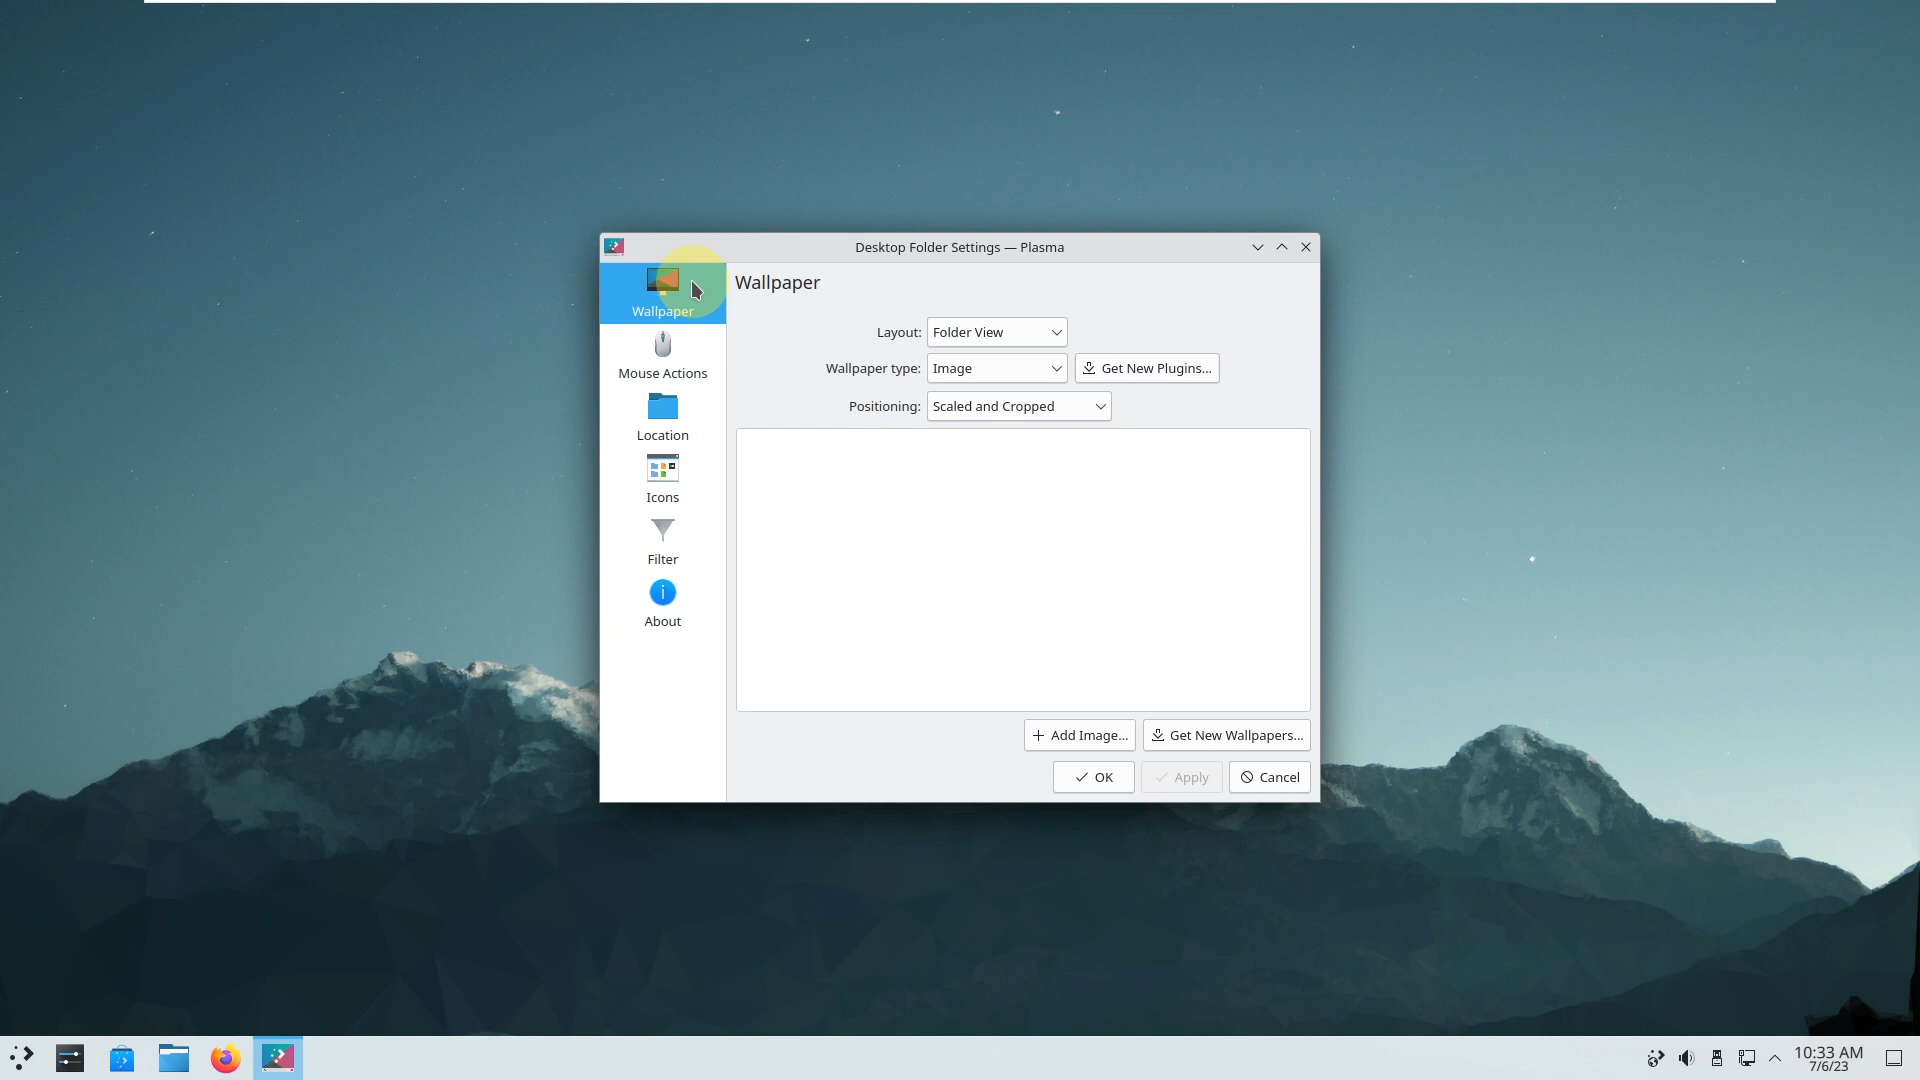 Desktop Folder Settings — Plasma
Wallpaper
Wallpaper
Mouse Actions
Location
Icons
Filter
About
Layout: Folder View
Wallpaper type: Image Get New Plugins...
Positioning: Scaled and Cropped
Add Image... Get New Wallpapers...
OK Apply Cancel
10:33 AM
7/6/23